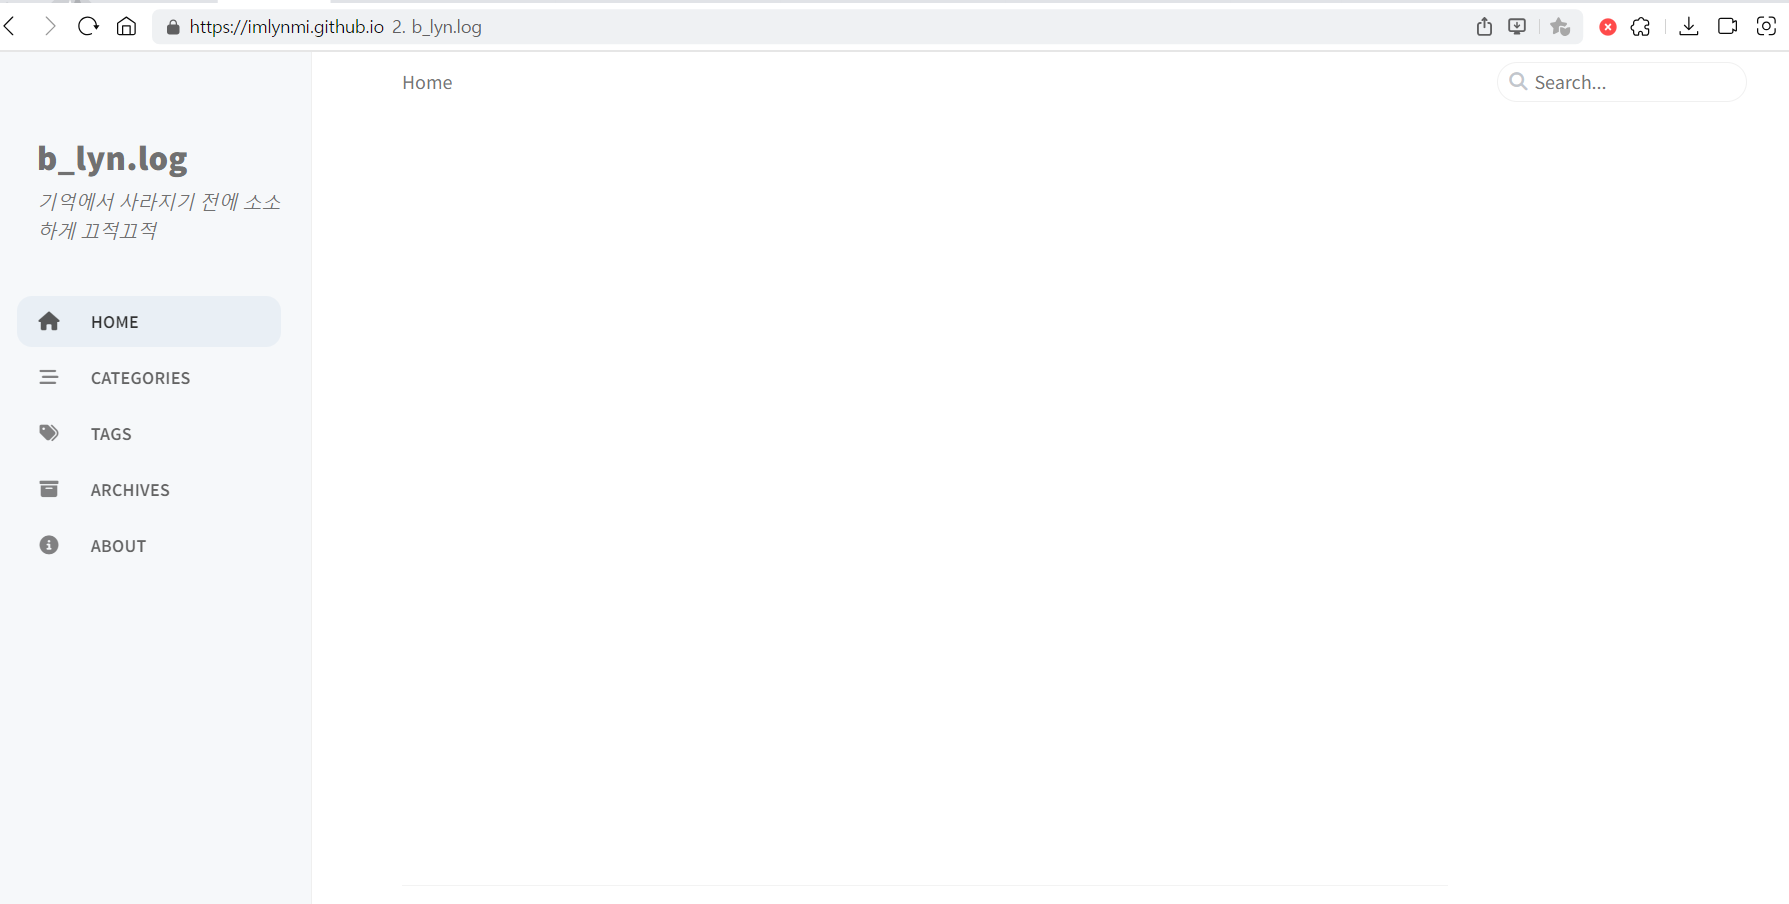 https://imlynmi.github.io 2. b_lyn.log
Home
Search...
b_lyn.log
기억에서 사라지기 전에 소소
하게 끄적끄적
HOME
CATEGORIES
TAGS
ARCHIVES
ABOUT